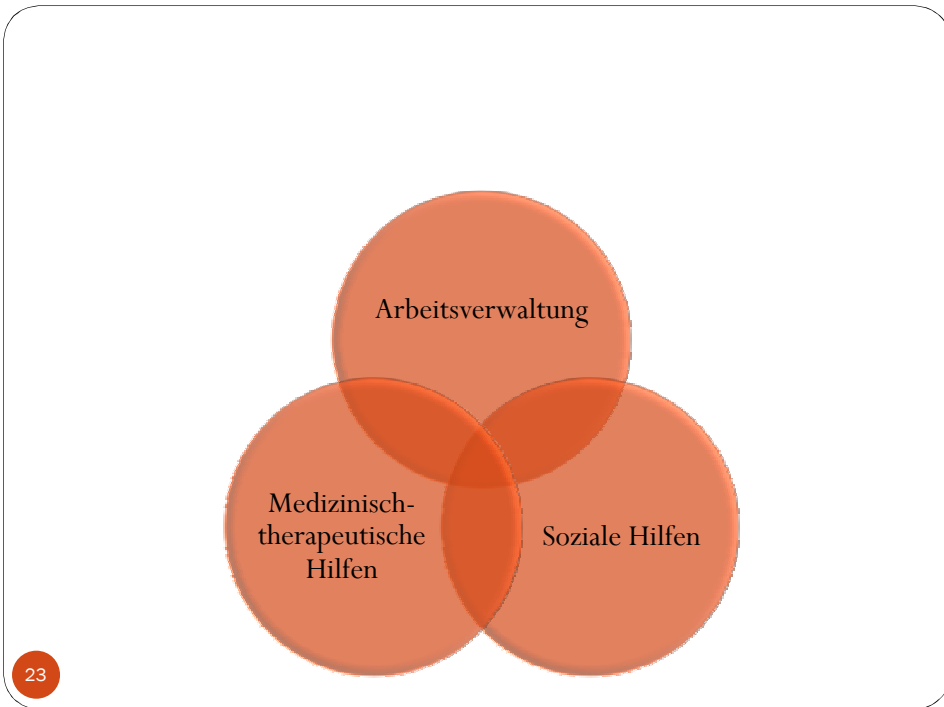 Arbeitsverwaltung
Medizinisch-
therapeutische
Hilfen
Soziale Hilfen
23